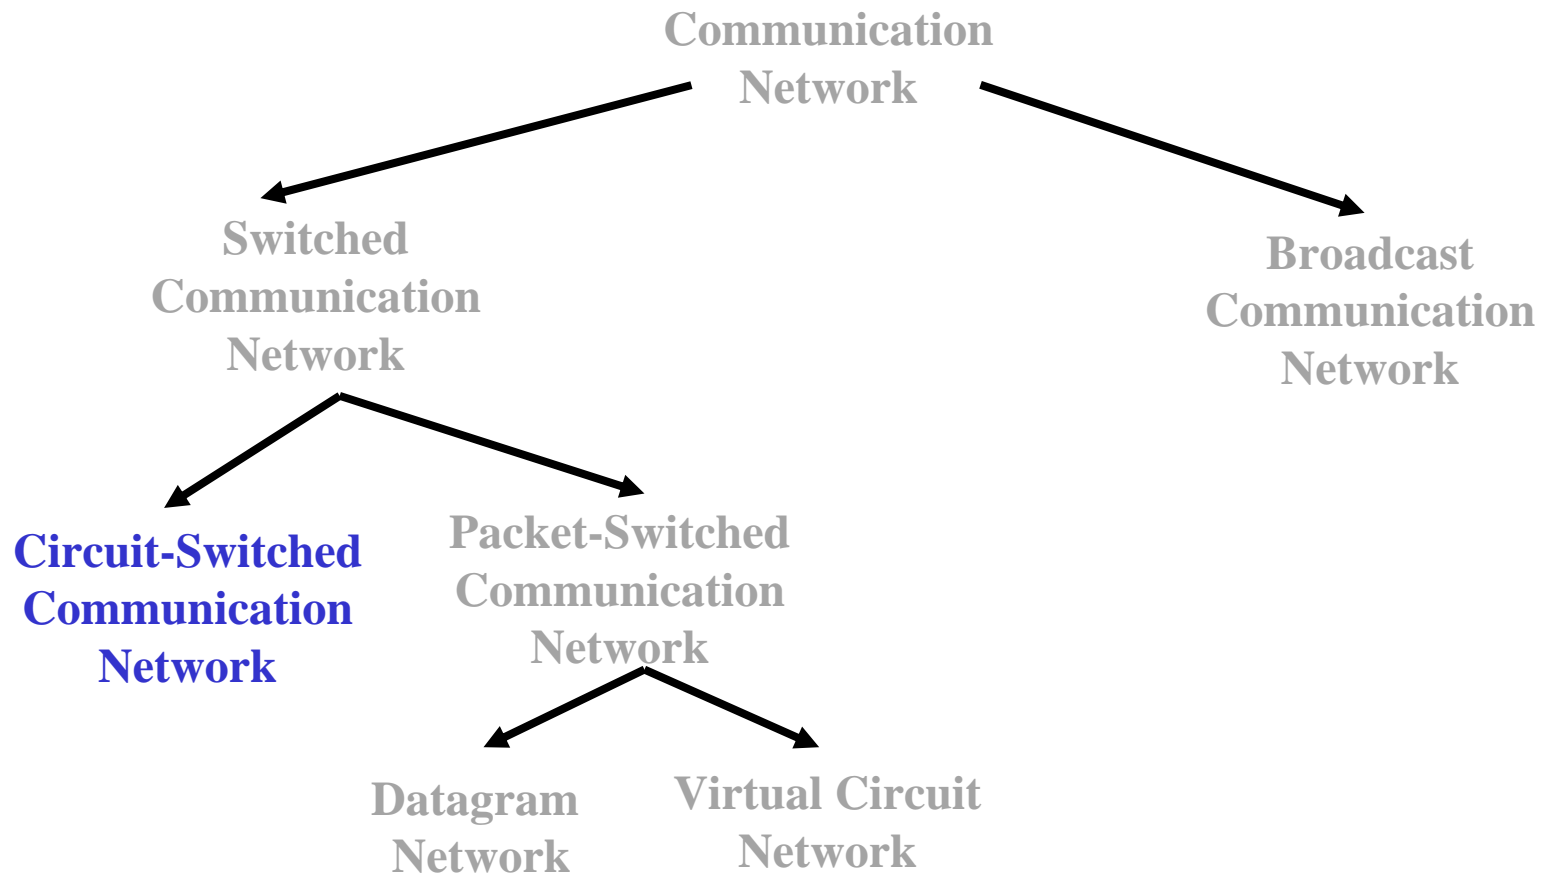 Communication
Network
Switched
Communication
Network
Broadcast
Communication
Network
Circuit-Switched
Communication
Network
Packet-Switched
Communication
Network
Datagram
Network
Virtual Circuit
Network